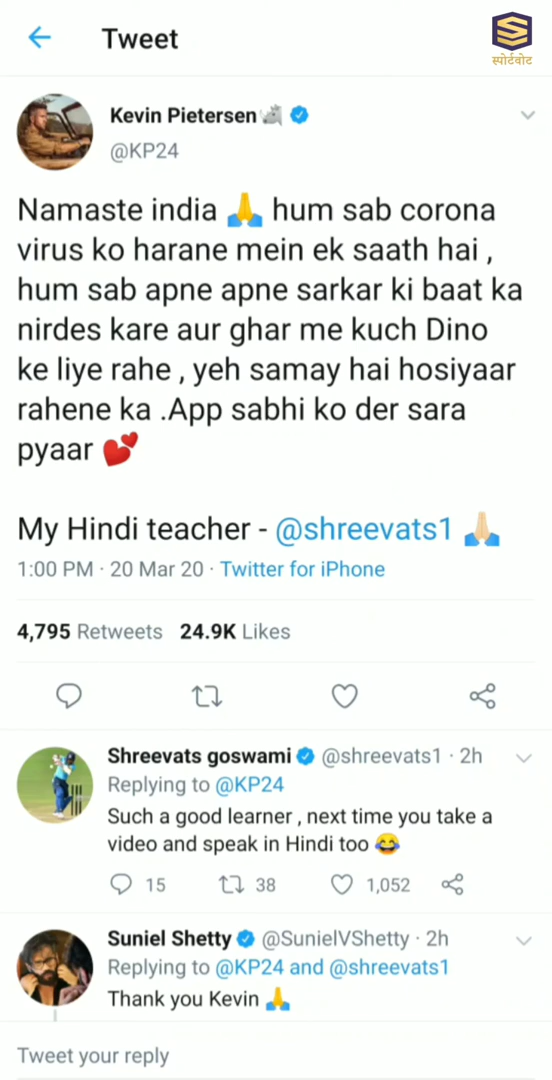 Tweet
स्पोर्टवोट
Kevin Pietersen🦏
@KP24
Namaste india 🙏 hum sab corona
virus ko harane mein ek saath hai ,
hum sab apne apne sarkar ki baat ka
nirdes kare aur ghar me kuch Dino
ke liye rahe , yeh samay hai hosiyaar
rahene ka .App sabhi ko der sara
pyaar 💕
My Hindi teacher - @shreevats1 🙏🏻
1:00 PM · 20 Mar 20 · Twitter for iPhone
4,795 Retweets 24.9K Likes
Shreevats goswami @shreevats1 · 2h
Replying to @KP24
Such a good learner , next time you take a
video and speak in Hindi too 😂
15 38 1,052
Suniel Shetty @SunielVShetty · 2h
Replying to @KP24 and @shreevats1
Thank you Kevin 🙏
Tweet your reply